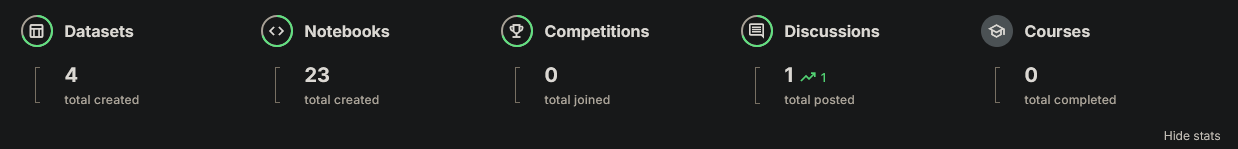 Datasets Notebooks Competitions Discussions Courses
4 23 0 1 1 0
total created total created total joined total posted total completed
Hide stats